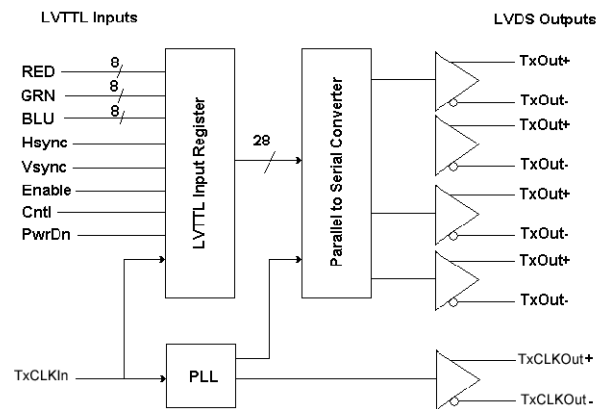 LVTTL Inputs
LVDS Outputs
RED
8
GRN
8
BLU
8
Hsync
Vsync
Enable
Cntl
PwrDn
TxCLKIn
LVTTL Input Register
28
Parallel to Serial Converter
PLL
TxOut+
TxOut-
TxOut+
TxOut-
TxOut+
TxOut-
TxOut+
TxOut-
TxCLKOut+
TxCLKOut-